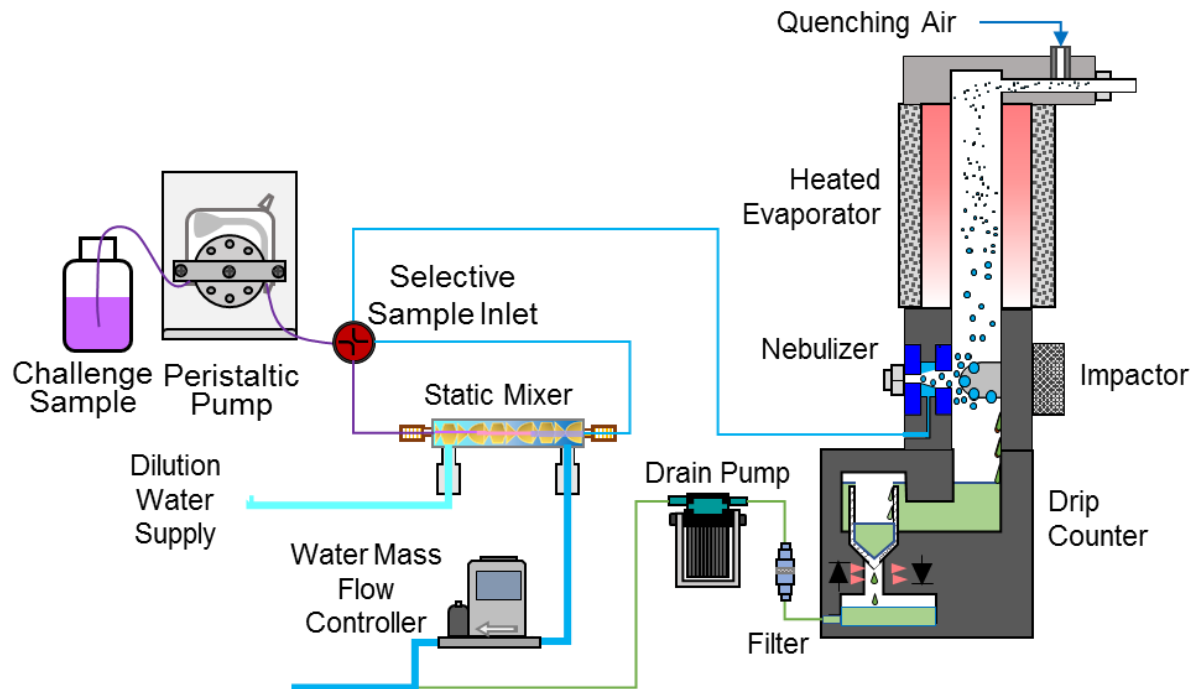 Quenching Air
Heated
Evaporator
Selective
Sample Inlet
Nebulizer
Impactor
Challenge
Sample
Peristaltic
Pump
Static Mixer
Dilution
Water
Supply
Drain Pump
Drip
Counter
Water Mass
Flow
Controller
Filter